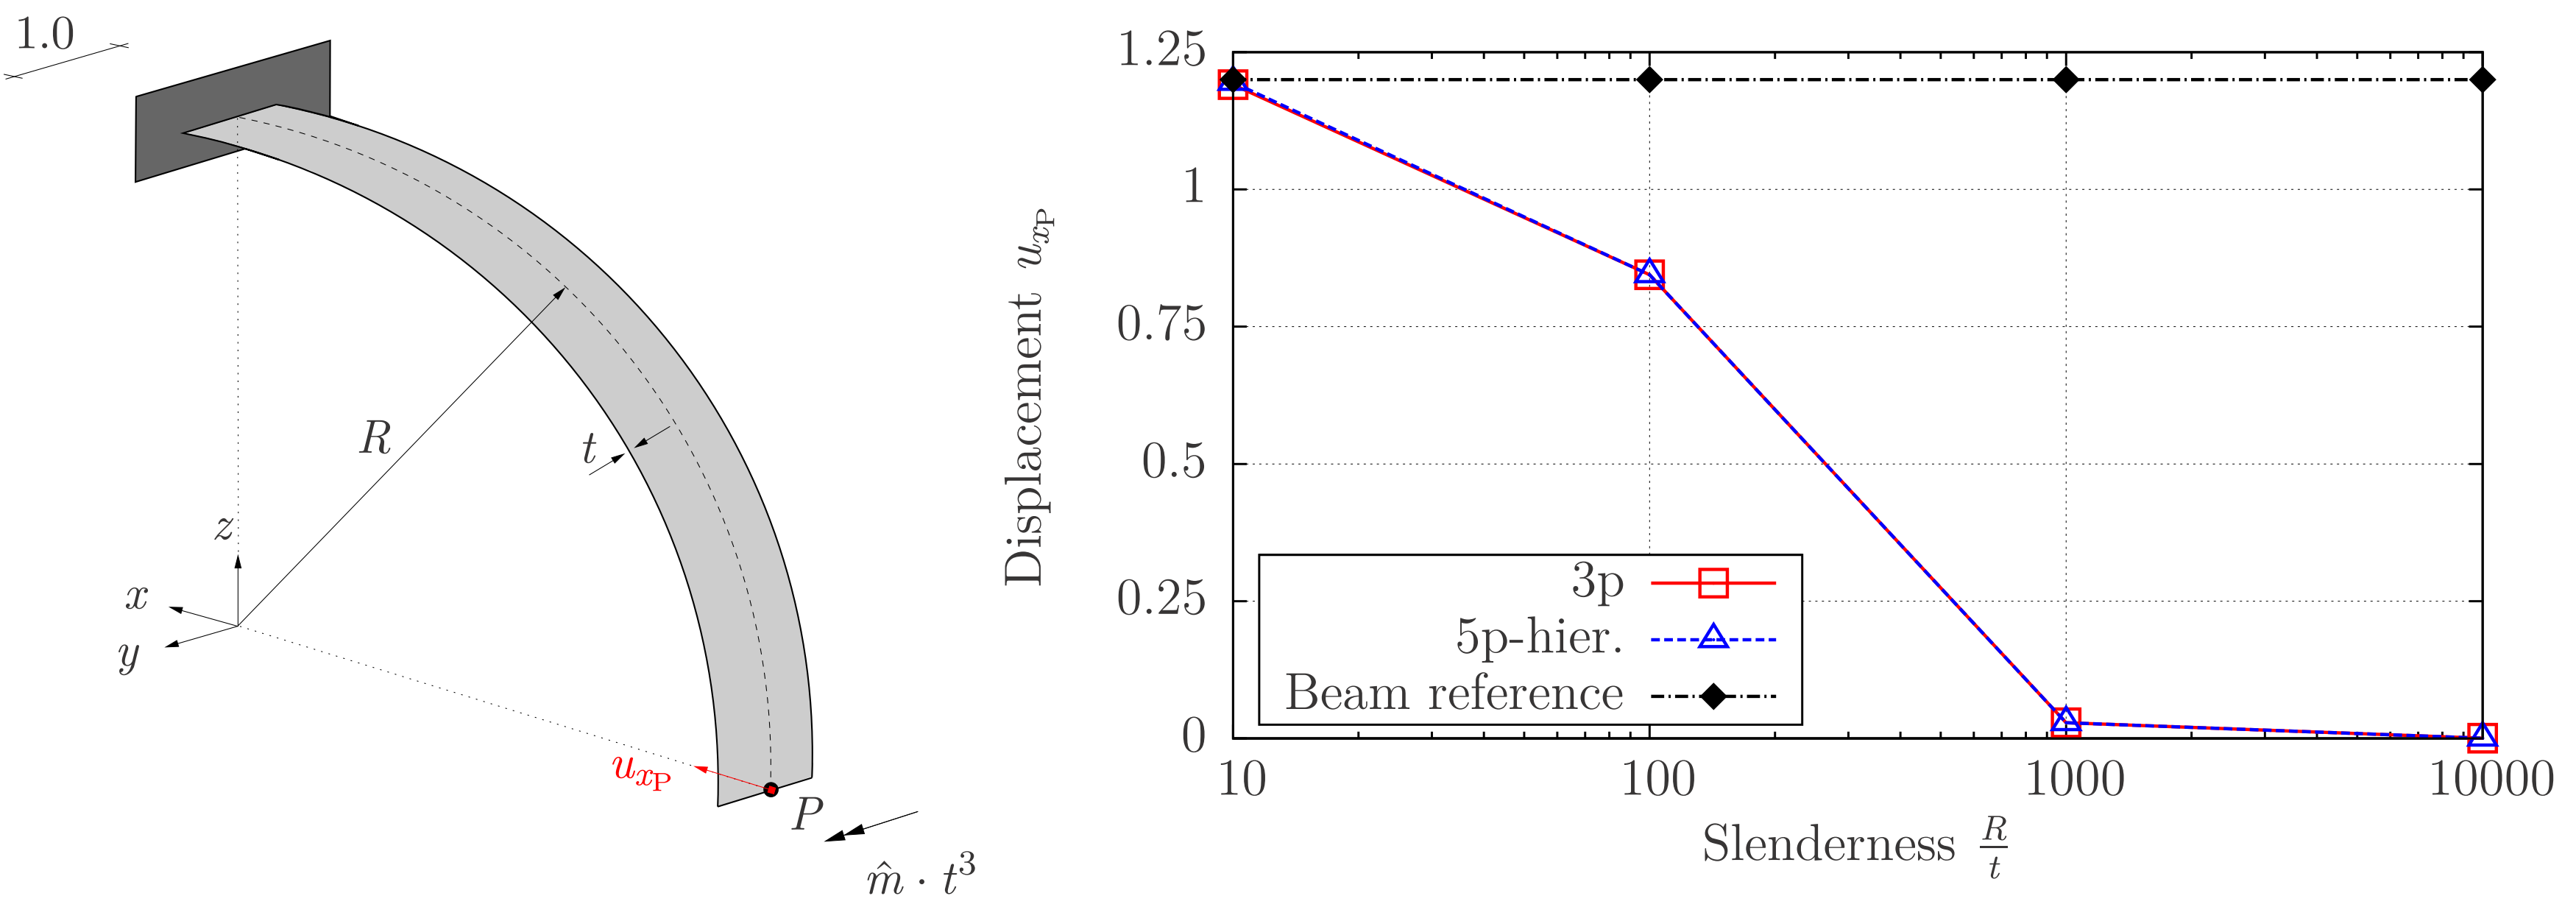 1.0
R
t
z
x
y
u_{x_P}
P
m̂ · t³
Displacement u_{x_P}
1.25
1
0.75
0.5
0.25
0
3p
5p-hier.
Beam reference
10 100 1000 10000
Slenderness R/t